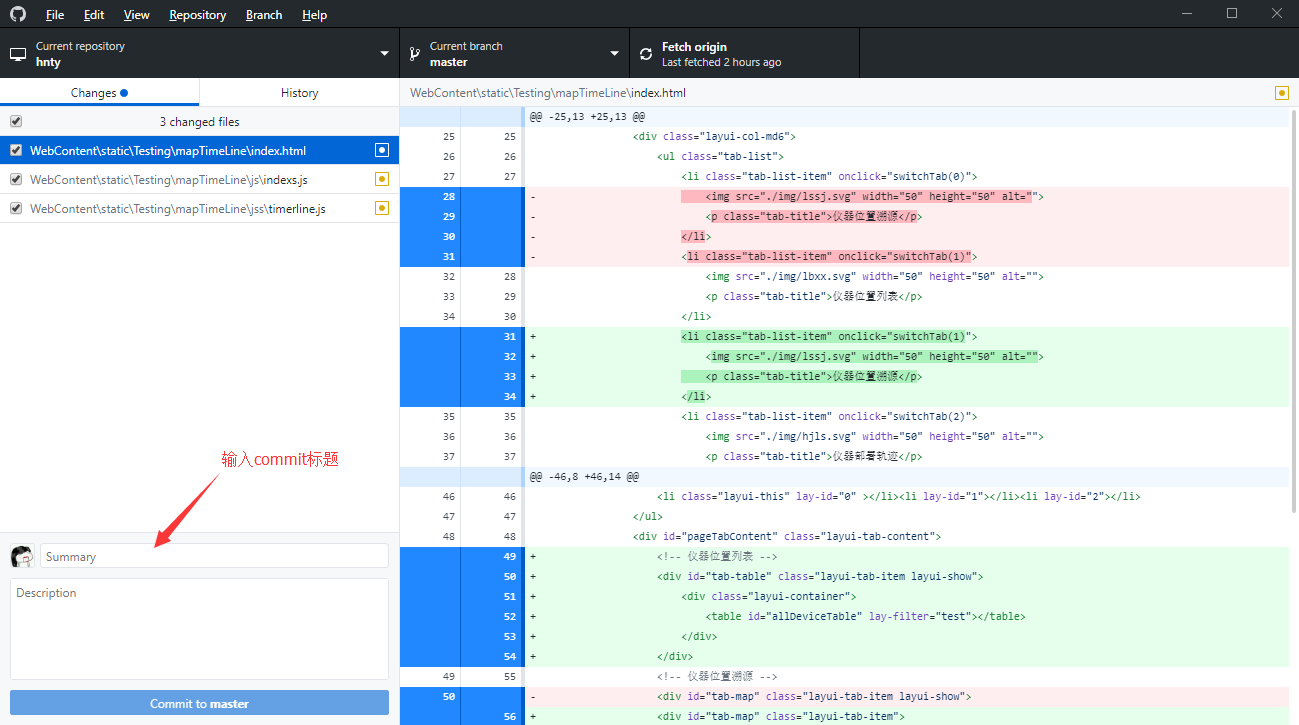 File Edit View Repository Branch Help
Current repository
hnty
Current branch
master
Fetch origin
Last fetched 2 hours ago
Changes
History
3 changed files
WebContent\static\Testing\mapTimeLine\index.html
WebContent\static\Testing\mapTimeLine\js\indexs.js
WebContent\static\Testing\mapTimeLine\jss\timerline.js
输入commit标题
Summary
Description
Commit to master
WebContent\static\Testing\mapTimeLine\index.html
@@ -25,13 +25,13 @@
25 25 <div class="layui-col-md6">
26 26 <ul class="tab-list">
27 27 <li class="tab-list-item" onclick="switchTab(0)">
28 - <img src="./img/lssj.svg" width="50" height="50" alt="">
29 - <p class="tab-title">仪器位置溯源</p>
30 - </li>
31 - <li class="tab-list-item" onclick="switchTab(1)">
32 28 <img src="./img/lbxx.svg" width="50" height="50" alt="">
33 29 <p class="tab-title">仪器位置列表</p>
34 30 </li>
31 + <li class="tab-list-item" onclick="switchTab(1)">
32 + <img src="./img/lssj.svg" width="50" height="50" alt="">
33 + <p class="tab-title">仪器位置溯源</p>
34 + </li>
35 35 <li class="tab-list-item" onclick="switchTab(2)">
36 36 <img src="./img/hjls.svg" width="50" height="50" alt="">
37 37 <p class="tab-title">仪器部署轨迹</p>
@@ -46,8 +46,14 @@
46 46 <li class="layui-this" lay-id="0" ></li><li lay-id="1"></li><li lay-id="2"></li>
47 47 </ul>
48 48 <div id="pageTabContent" class="layui-tab-content">
49 + <!-- 仪器位置列表 -->
50 + <div id="tab-table" class="layui-tab-item layui-show">
51 + <div class="layui-container">
52 + <table id="allDeviceTable" lay-filter="test"></table>
53 + </div>
54 + </div>
49 55 <!-- 仪器位置溯源 -->
50 - <div id="tab-map" class="layui-tab-item layui-show">
56 + <div id="tab-map" class="layui-tab-item">